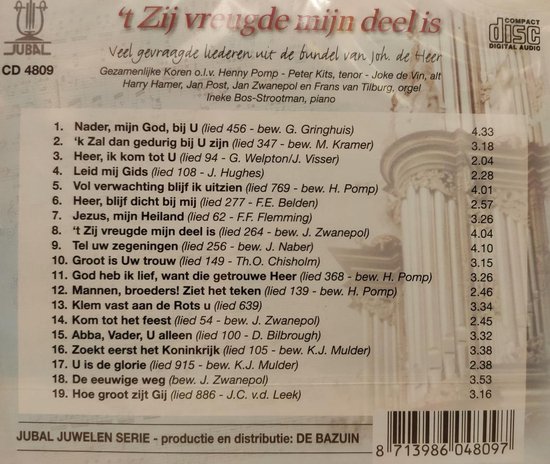 't Zij vreugde mijn deel is
COMPACT
disc
DIGITAL AUDIO
JUBAL
CD 4809
Veel gevraagde liederen uit de bundel van Joh. de Heer
Gezamenlijke Koren o.l.v. Henny Pomp - Peter Kits, tenor - Joke de Vin, alt
Harry Hamer, Jan Post, Jan Zwanepol en Frans van Tilburg, orgel
Ineke Bos-Strootman, piano
1. Nader, mijn God, bij U (lied 456 - bew. G. Gringhuis) 4.33
2. 'k Zal dan gedurig bij U zijn (lied 347 - bew. M. Kramer) 3.18
3. Heer, ik kom tot U (lied 94 - G. Welpton/J. Visser) 2.04
4. Leid mij Gids (lied 108 - J. Hughes) 2.28
5. Vol verwachting blijf ik uitzien (lied 769 - bew. H. Pomp) 4.01
6. Heer, blijf dicht bij mij (lied 277 - F.E. Belden) 2.57
7. Jezus, mijn Heiland (lied 62 - F.F. Flemming) 3.26
8. 't Zij vreugde mijn deel is (lied 264 - bew. J. Zwanepol) 4.04
9. Tel uw zegeningen (lied 256 - bew. J. Naber) 4.10
10. Groot is Uw trouw (lied 149 - Th.O. Chisholm) 3.15
11. God heb ik lief, want die getrouwe Heer (lied 368 - bew. H. Pomp) 3.26
12. Mannen, broeders! Ziet het teken (lied 139 - bew. H. Pomp) 2.46
13. Klem vast aan de Rots u (lied 639) 3.34
14. Kom tot het feest (lied 54 - bew. J. Zwanepol) 2.45
15. Abba, Vader, U alleen (lied 100 - D. Bilbrough) 3.32
16. Zoekt eerst het Koninkrijk (lied 105 - bew. K.J. Mulder) 3.38
17. U is de glorie (lied 915 - bew. K.J. Mulder) 2.38
18. De eeuwige weg (bew. J. Zwanepol) 3.53
19. Hoe groot zijt Gij (lied 886 - J.C. v.d. Leek) 3.16
JUBAL JUWELEN SERIE - productie en distributie: DE BAZUIN
8 713986 048097